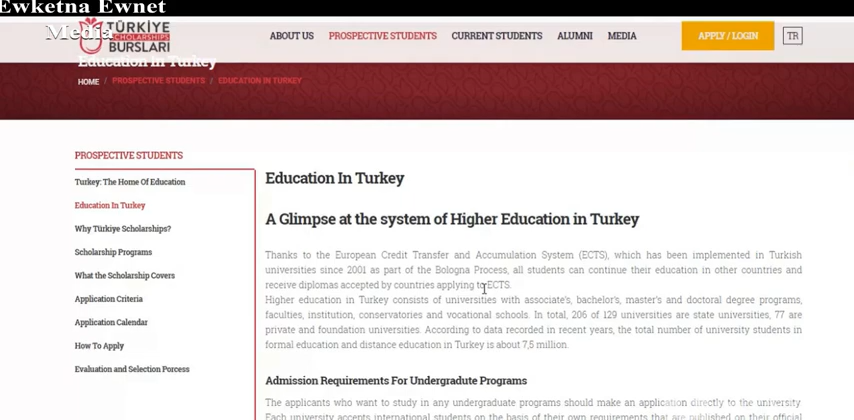 Ewketna Ewnet
Media
TÜRKİYE
SCHOLARSHIPS
BURSLARI
ABOUT US
PROSPECTIVE STUDENTS
CURRENT STUDENTS
ALUMNI
MEDIA
APPLY / LOGIN
TR
Education In Turkey
HOME / PROSPECTIVE STUDENTS / EDUCATION IN TURKEY
PROSPECTIVE STUDENTS
Turkey: The Home Of Education
Education In Turkey
Why Türkiye Scholarships?
Scholarship Programs
What the Scholarship Covers
Application Criteria
Application Calendar
How To Apply
Evaluation and Selection Porcess
Education In Turkey
A Glimpse at the system of Higher Education in Turkey
Thanks to the European Credit Transfer and Accumulation System (ECTS), which has been implemented in Turkish
universities since 2001 as part of the Bologna Process, all students can continue their education in other countries and
receive diplomas accepted by countries applying to ECTS.
Higher education in Turkey consists of universities with associate's, bachelor's, master's and doctoral degree programs,
faculties, institution, conservatories and vocational schools. In total, 206 of 129 universities are state universities, 77 are
private and foundation universities. According to data recorded in recent years, the total number of university students in
formal education and distance education in Turkey is about 7,5 million.
Admission Requirements For Undergraduate Programs
The applicants who want to study in any undergraduate programs should make an application directly to the university.
Each university accepts international students on the basis of their own requirements that are published on their official